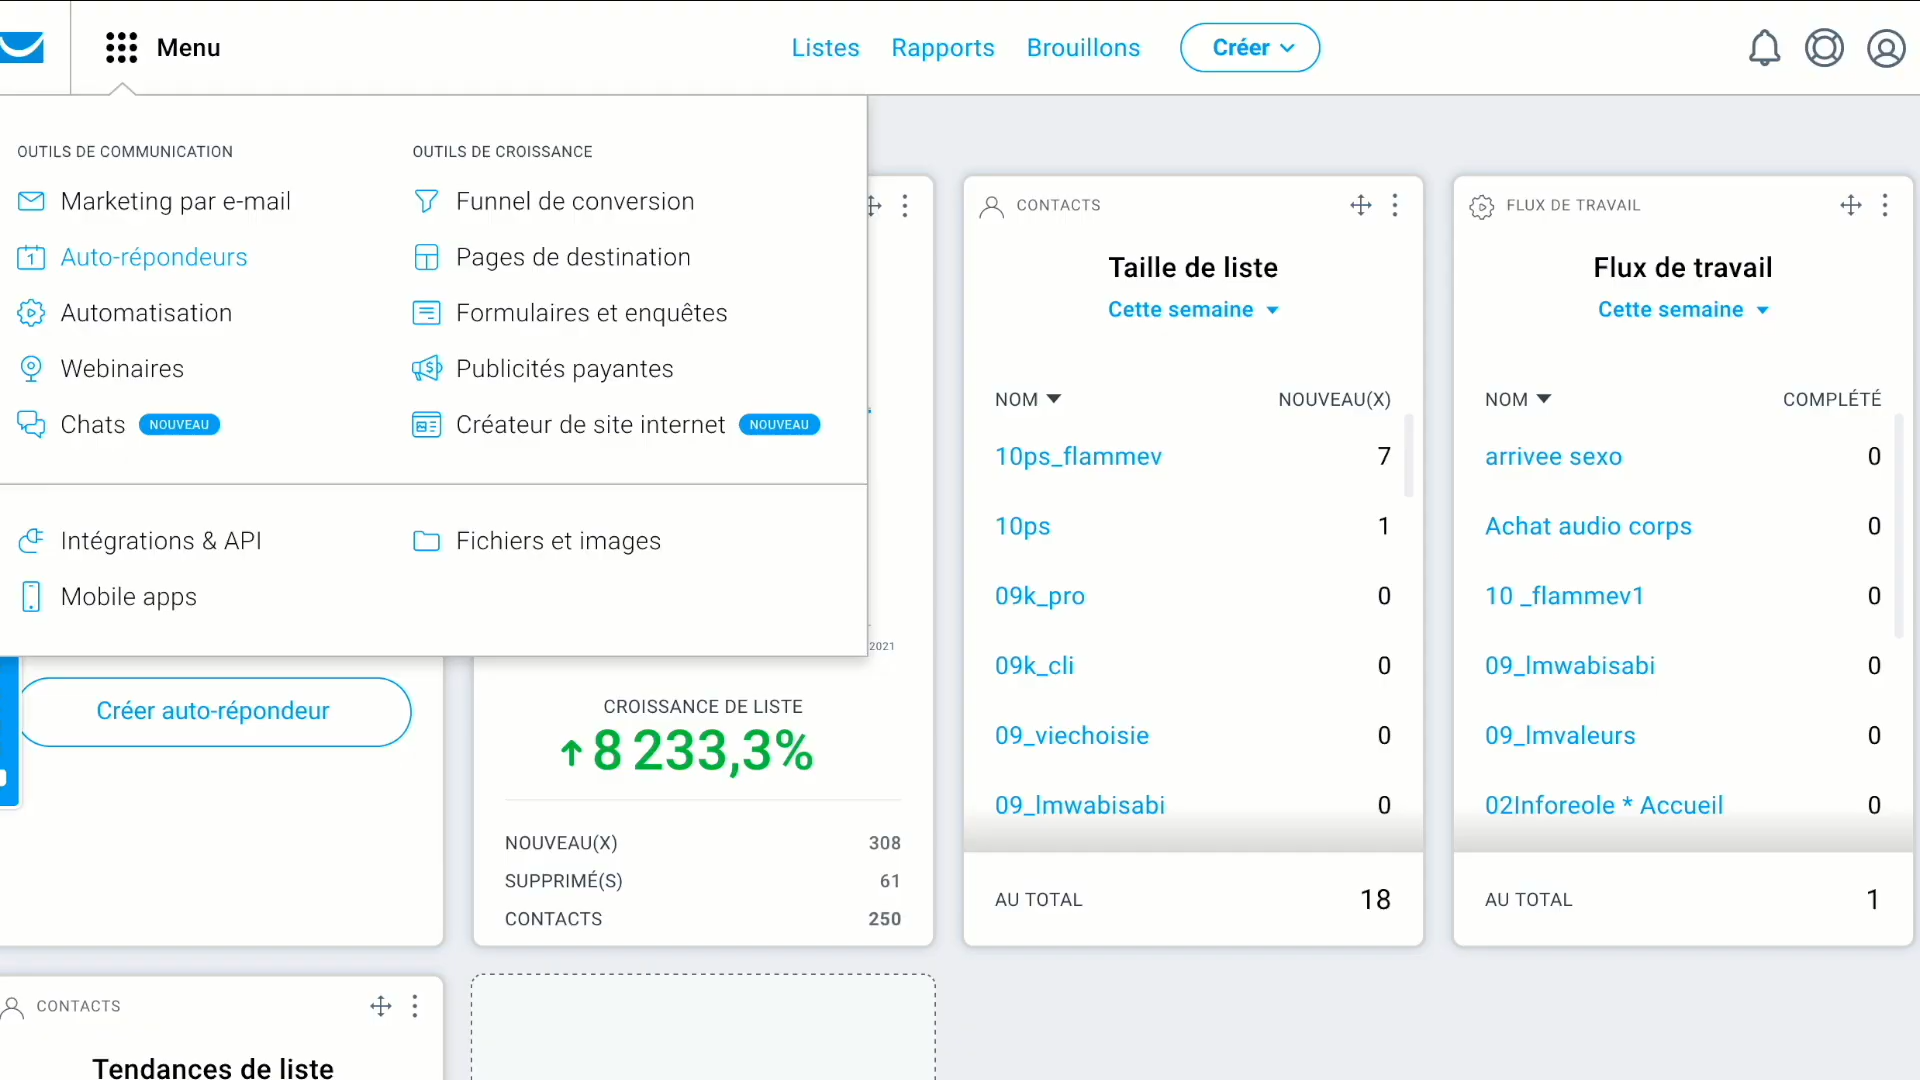 Menu
Listes
Rapports
Brouillons
Créer
OUTILS DE COMMUNICATION
Marketing par e-mail
1
Auto-répondeurs
Automatisation
Webinaires
Chats NOUVEAU
OUTILS DE CROISSANCE
Funnel de conversion
Pages de destination
Formulaires et enquêtes
$
Publicités payantes
Créateur de site internet NOUVEAU
Intégrations & API
Mobile apps
Fichiers et images
Créer auto-répondeur
2021
CROISSANCE DE LISTE
8 233,3%
NOUVEAU(X) 308
SUPPRIMÉ(S) 61
CONTACTS 250
CONTACTS
Taille de liste
Cette semaine
NOM NOUVEAU(X)
10ps_flammev 7
10ps 1
09k_pro 0
09k_cli 0
09_viechoisie 0
09_lmwabisabi 0
AU TOTAL 18
FLUX DE TRAVAIL
Flux de travail
Cette semaine
NOM COMPLÉTÉ
arrivee sexo 0
Achat audio corps 0
10 _flammev1 0
09_lmwabisabi 0
09_lmvaleurs 0
02Inforeole * Accueil 0
AU TOTAL 1
CONTACTS
Tendances de liste